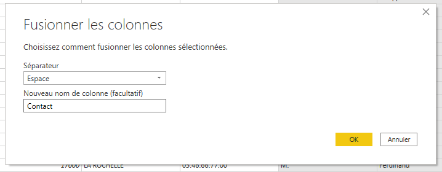 Fusionner les colonnes
Choisissez comment fusionner les colonnes sélectionnées.
Séparateur
Espace
Nouveau nom de colonne (facultatif)
Contact
OK Annuler
LA ROCHELLE M. Ferdinand